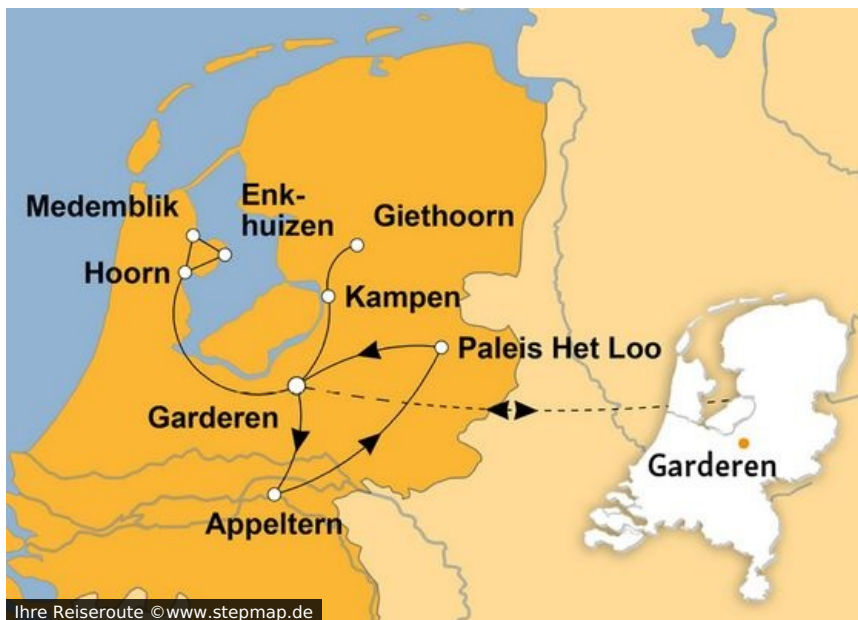 Medemblik
Enk-
huizen
Giethoorn
Hoorn
Kampen
Paleis Het Loo
Garderen
Garderen
Appeltern
Ihre Reiseroute ©www.stepmap.de